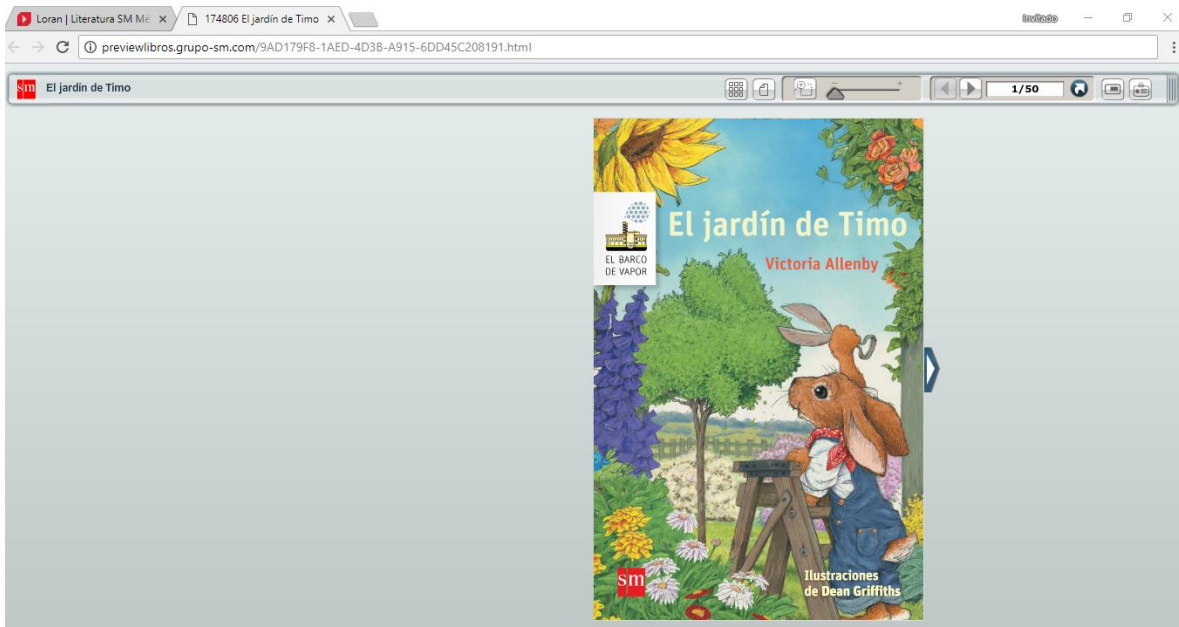 Loran | Literatura SM Mé
174806 El jardín de Timo
Invitado
previewlibros.grupo-sm.com/9AD179F8-1AED-4D3B-A915-6DD45C208191.html
sm
El jardín de Timo
1/50
El jardín de Timo
Victoria Allenby
EL BARCO
DE VAPOR
sm
Ilustraciones
de Dean Griffiths